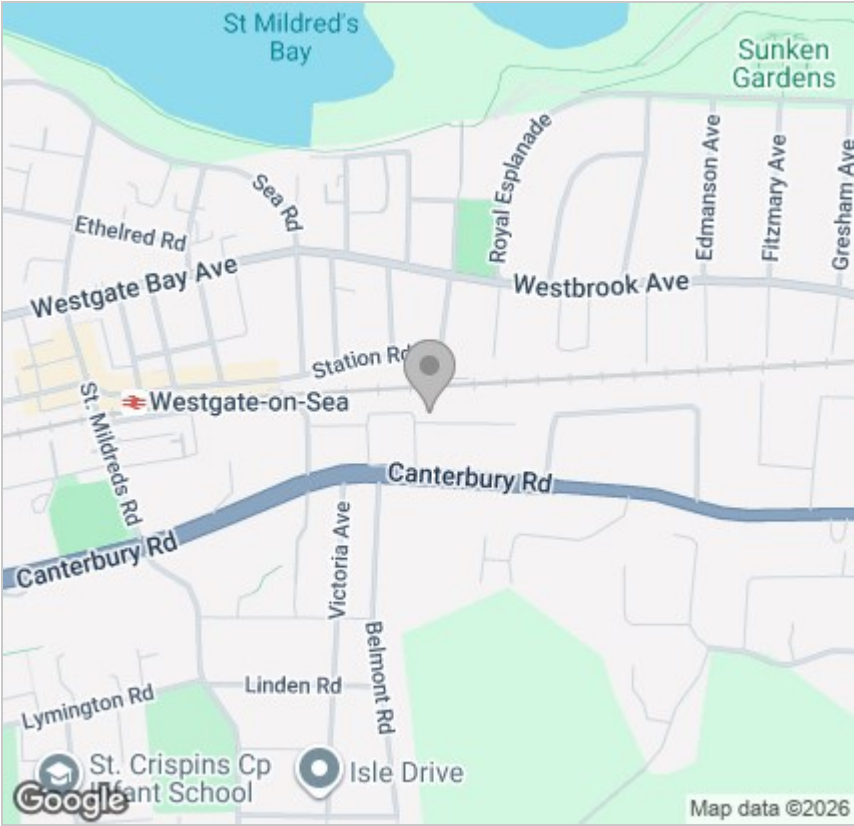 St Mildred's
Bay
Sunken
Gardens
Royal Esplanade
Edmanson Ave
Fitzmary Ave
Gresham Ave
Sea Rd
Ethelred Rd
Westgate Bay Ave
Westbrook Ave
Station Rd
Westgate-on-Sea
St. Mildreds Rd
Canterbury Rd
Canterbury Rd
Victoria Ave
Belmont Rd
Linden Rd
Lymington Rd
St. Crispins Cp
Infant School
Isle Drive
Google
Map data ©2026